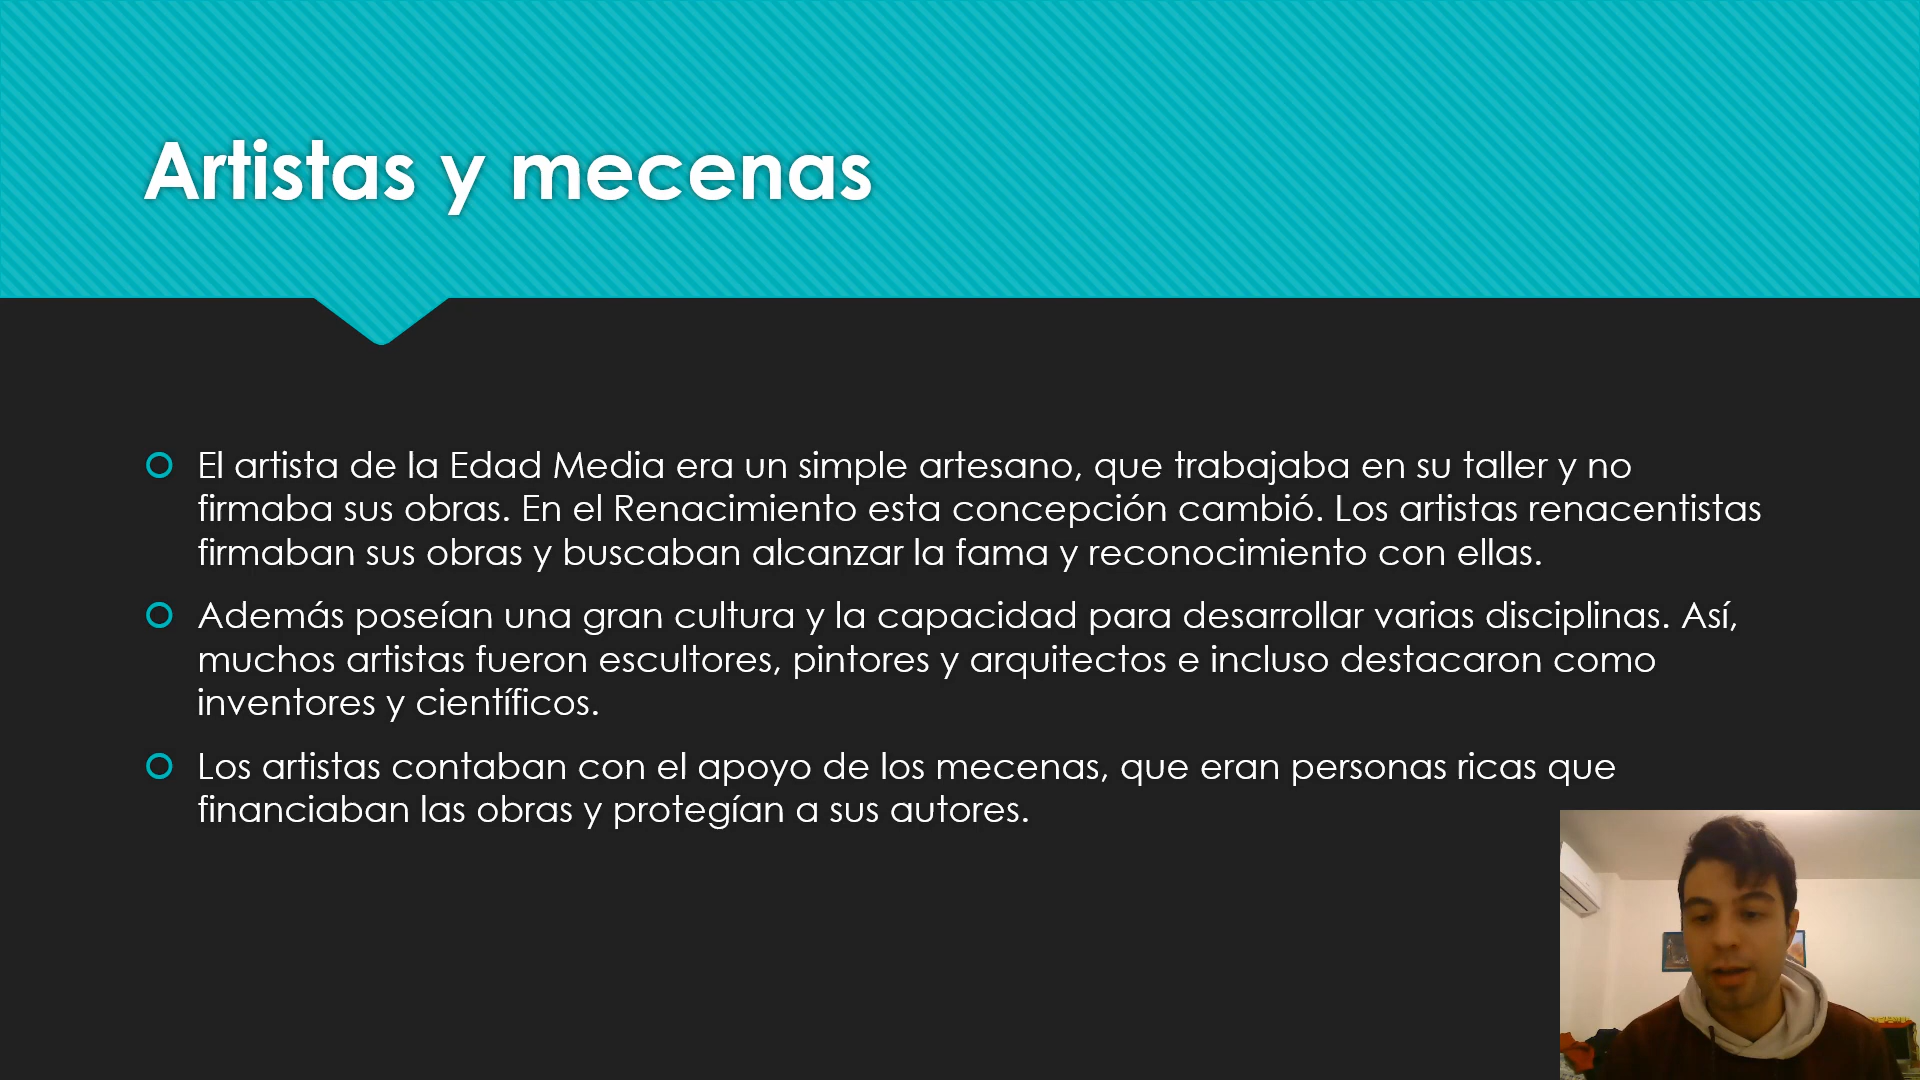 Artistas y mecenas
El artista de la Edad Media era un simple artesano, que trabajaba en su taller y no
firmaba sus obras. En el Renacimiento esta concepción cambió. Los artistas renacentistas
firmaban sus obras y buscaban alcanzar la fama y reconocimiento con ellas.
Además poseían una gran cultura y la capacidad para desarrollar varias disciplinas. Así,
muchos artistas fueron escultores, pintores y arquitectos e incluso destacaron como
inventores y científicos.
Los artistas contaban con el apoyo de los mecenas, que eran personas ricas que
financiaban las obras y protegían a sus autores.